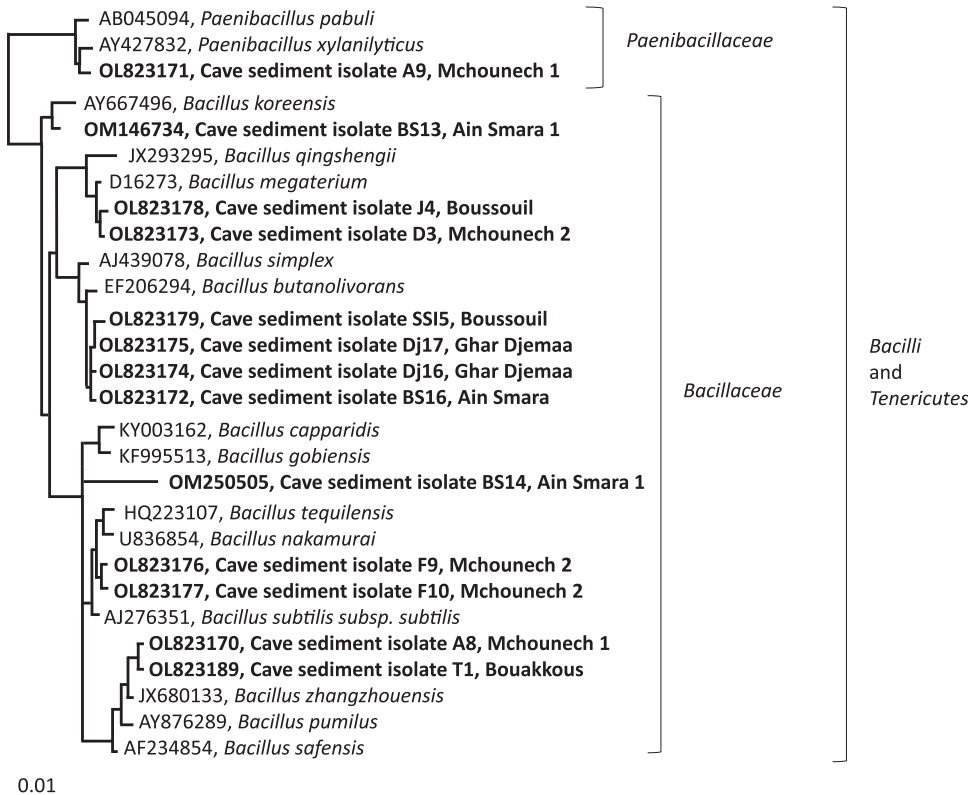 AB045094, Paenibacillus pabuli
AY427832, Paenibacillus xylanilyticus
OL823171, Cave sediment isolate A9, Mchounech 1
Paenibacillaceae
AY667496, Bacillus koreensis
OM146734, Cave sediment isolate BS13, Ain Smara 1
JX293295, Bacillus qingshengii
D16273, Bacillus megaterium
OL823178, Cave sediment isolate J4, Boussouil
OL823173, Cave sediment isolate D3, Mchounech 2
AJ439078, Bacillus simplex
EF206294, Bacillus butanolivorans
OL823179, Cave sediment isolate SSI5, Boussouil
OL823175, Cave sediment isolate Dj17, Ghar Djemaa
OL823174, Cave sediment isolate Dj16, Ghar Djemaa
OL823172, Cave sediment isolate BS16, Ain Smara
Bacillaceae
Bacilli
and
Tenericutes
KY003162, Bacillus capparidis
KF995513, Bacillus gobiensis
OM250505, Cave sediment isolate BS14, Ain Smara 1
HQ223107, Bacillus tequilensis
U836854, Bacillus nakamurai
OL823176, Cave sediment isolate F9, Mchounech 2
OL823177, Cave sediment isolate F10, Mchounech 2
AJ276351, Bacillus subtilis subsp. subtilis
OL823170, Cave sediment isolate A8, Mchounech 1
OL823189, Cave sediment isolate T1, Bouakkous
JX680133, Bacillus zhangzhouensis
AY876289, Bacillus pumilus
AF234854, Bacillus safensis
0.01